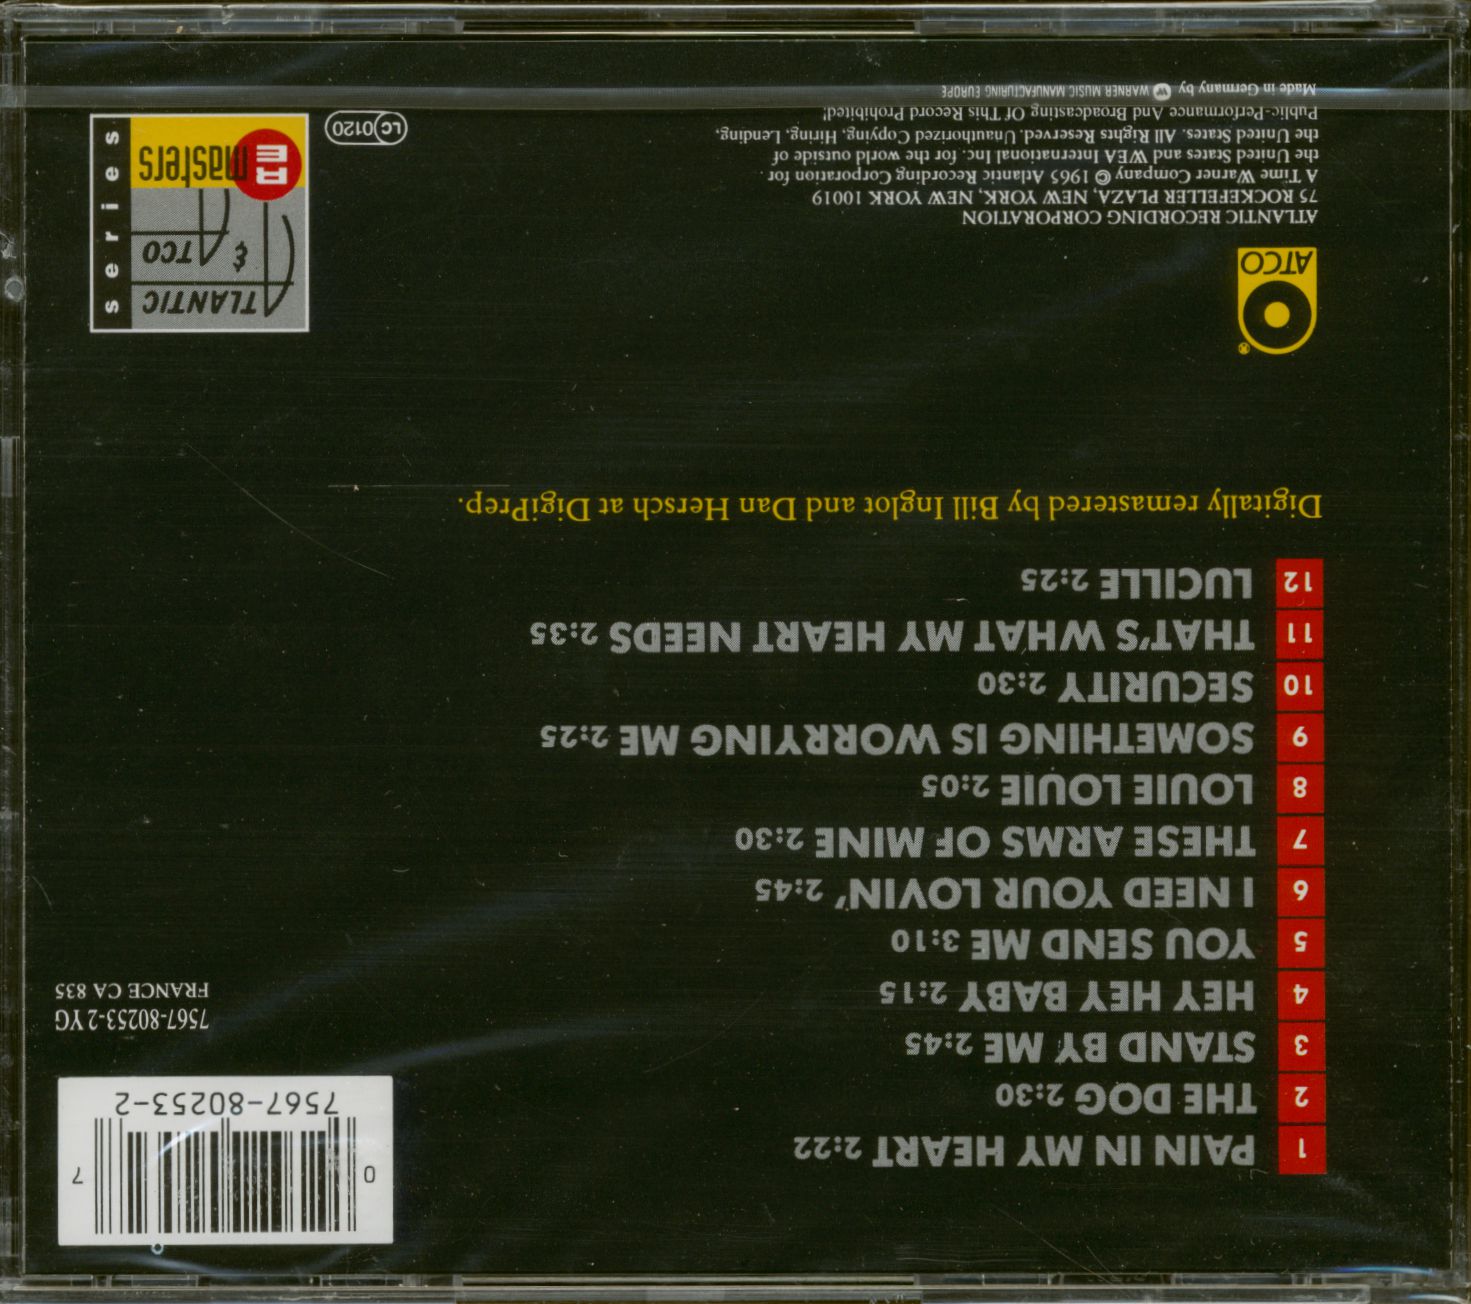 0 7
7567-80253-2
7567-80253-2 YG
FRANCE CA 835
1 PAIN IN MY HEART 2:22
2 THE DOG 2:30
3 STAND BY ME 2:45
4 HEY HEY BABY 2:15
5 YOU SEND ME 3:10
6 I NEED YOUR LOVIN' 2:45
7 THESE ARMS OF MINE 2:30
8 LOUIE LOUIE 2:05
9 SOMETHING IS WORRYING ME 2:25
10 SECURITY 2:30
11 THAT'S WHAT MY HEART NEEDS 2:35
12 LUCILLE 2:25
Digitally remastered by Bill Inglot and Dan Hersch at DigiPrep.
ATCO
ATLANTIC RECORDING CORPORATION
75 ROCKEFELLER PLAZA, NEW YORK, NEW YORK 10019
A Time Warner Company © 1965 Atlantic Recording Corporation for
the United States and WEA International Inc. for the world outside of
the United States. All Rights Reserved. Unauthorized Copying, Hiring, Lending,
Public-Performance And Broadcasting Of This Record Prohibited!
Made in Germany by W WARNER MUSIC MANUFACTURING EUROPE
ATLANTIC
& ATCO
RE
masters
series
LC 0120